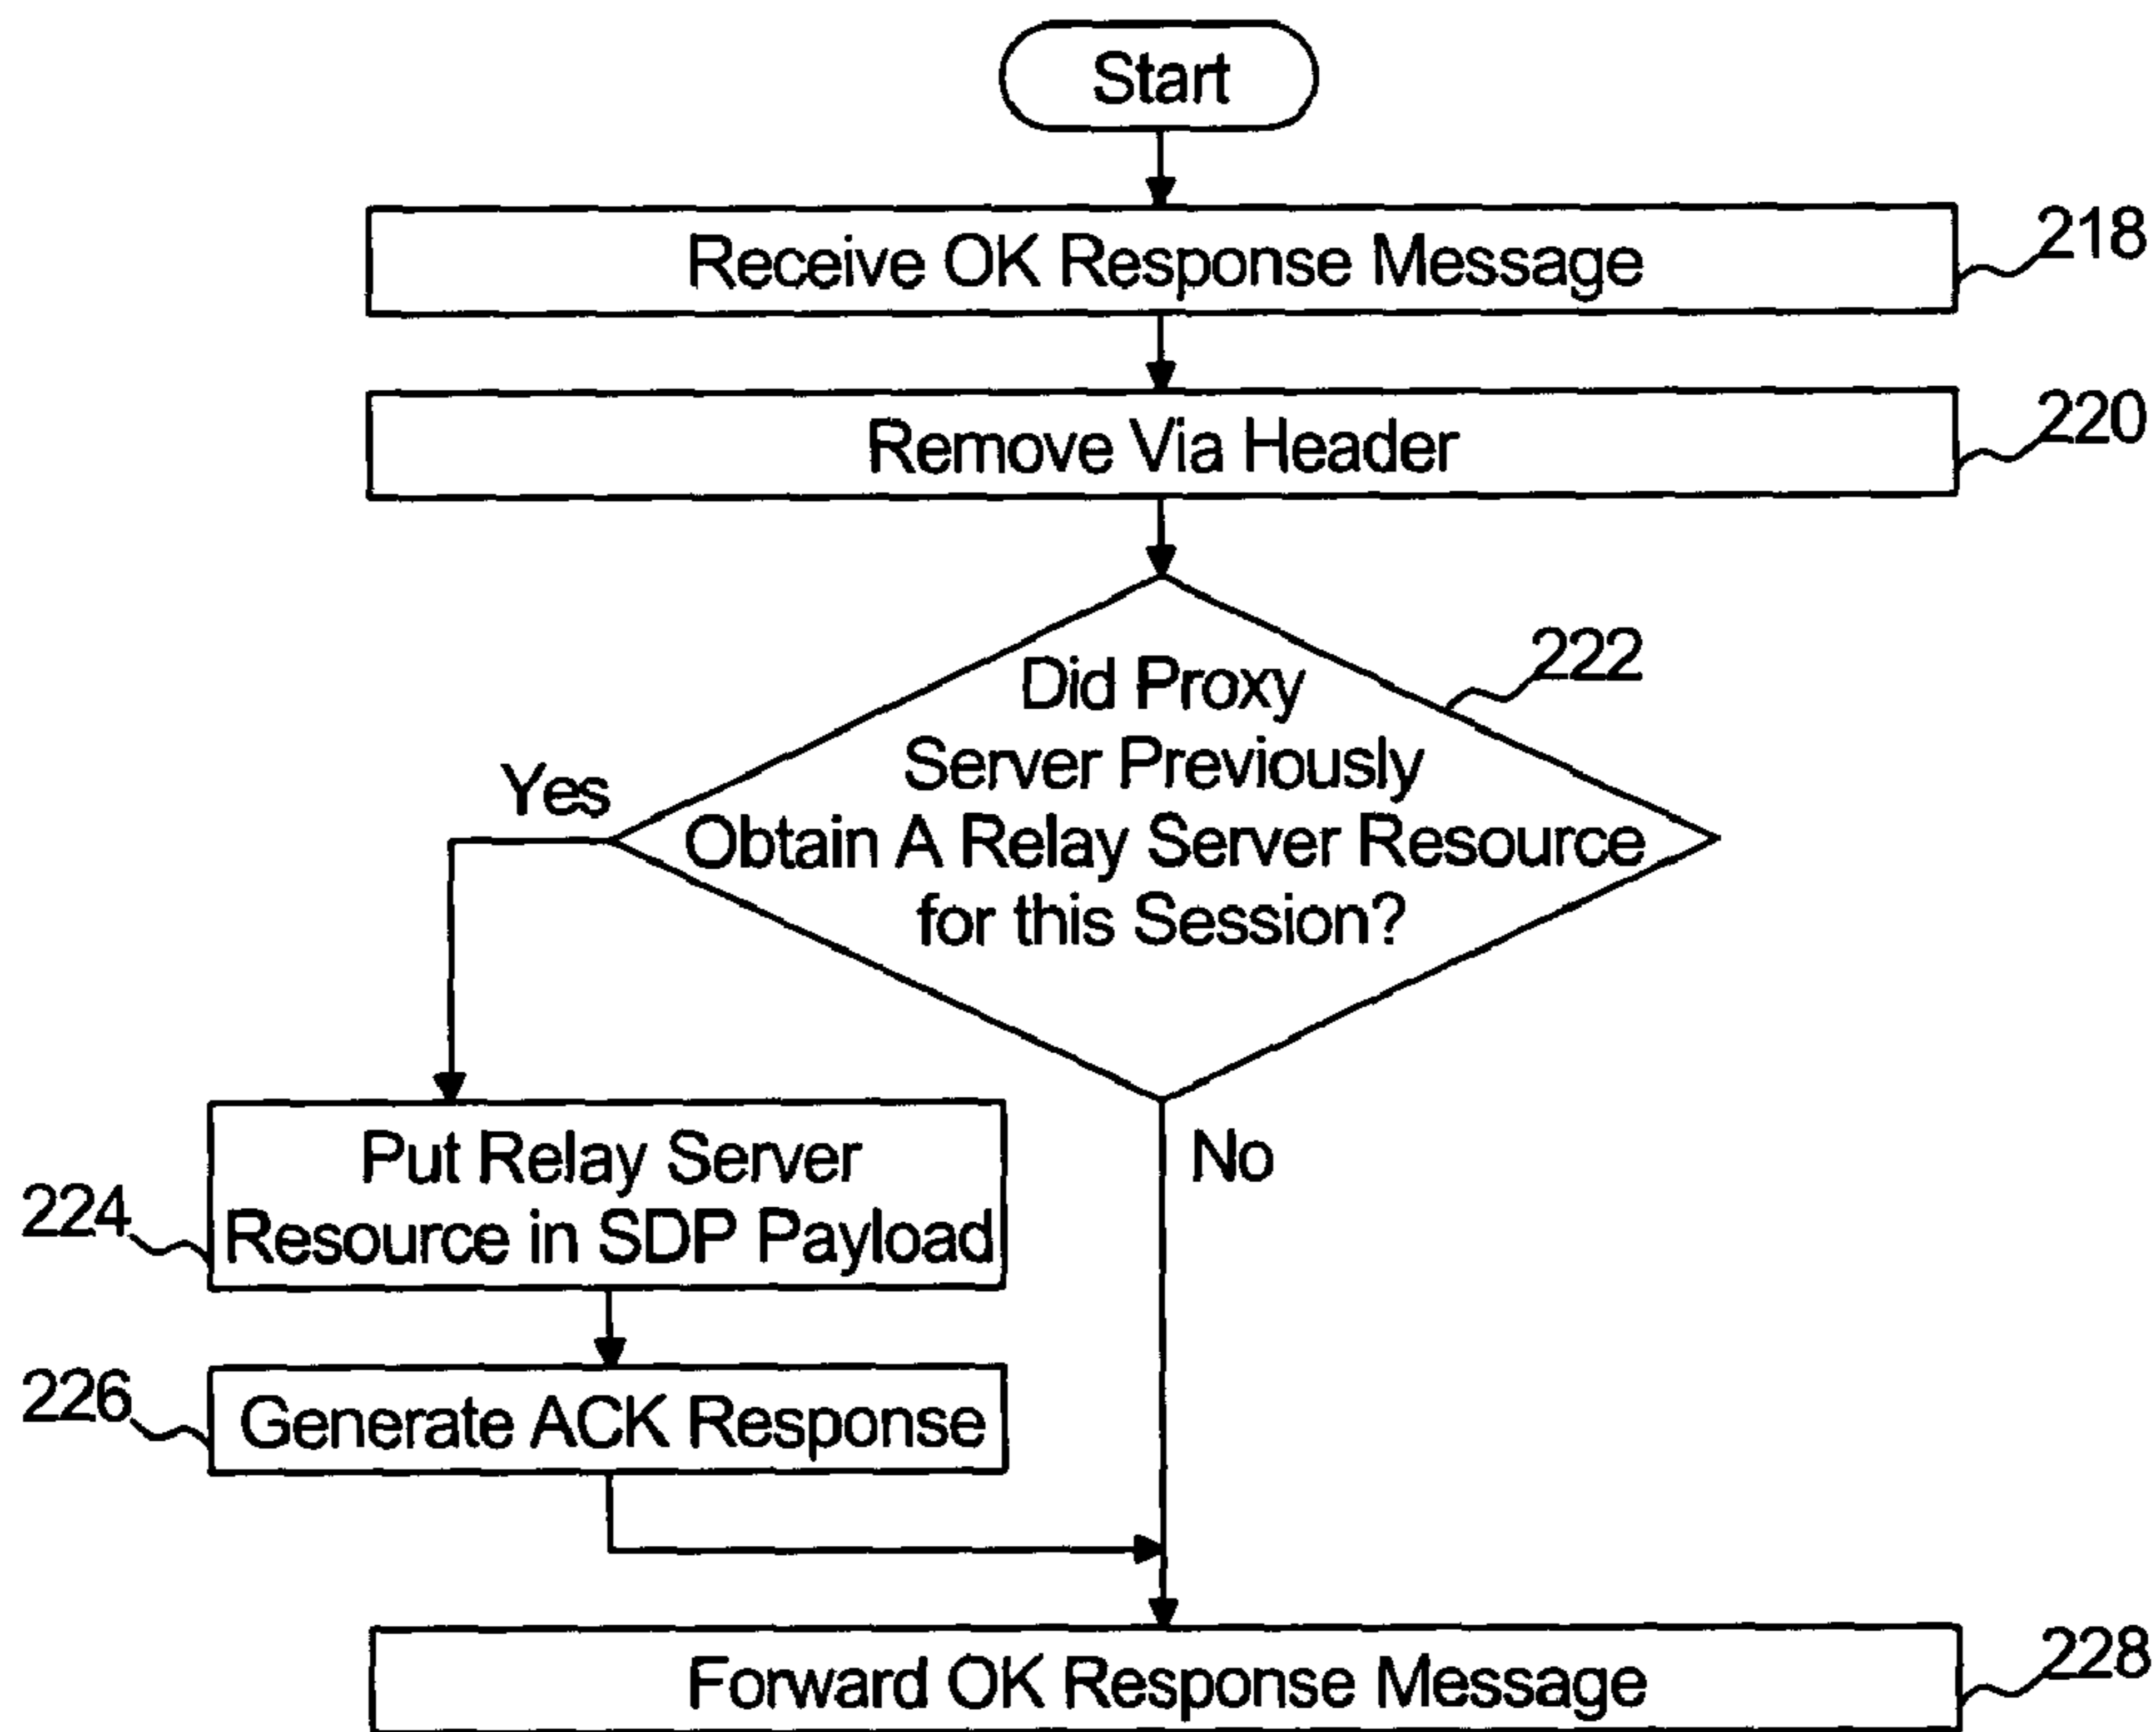 Start
Receive OK Response Message
218
Remove Via Header
220
Did Proxy
Server Previously
Obtain A Relay Server Resource
for this Session?
222
Yes
No
Put Relay Server
Resource in SDP Payload
224
Generate ACK Response
226
Forward OK Response Message
228